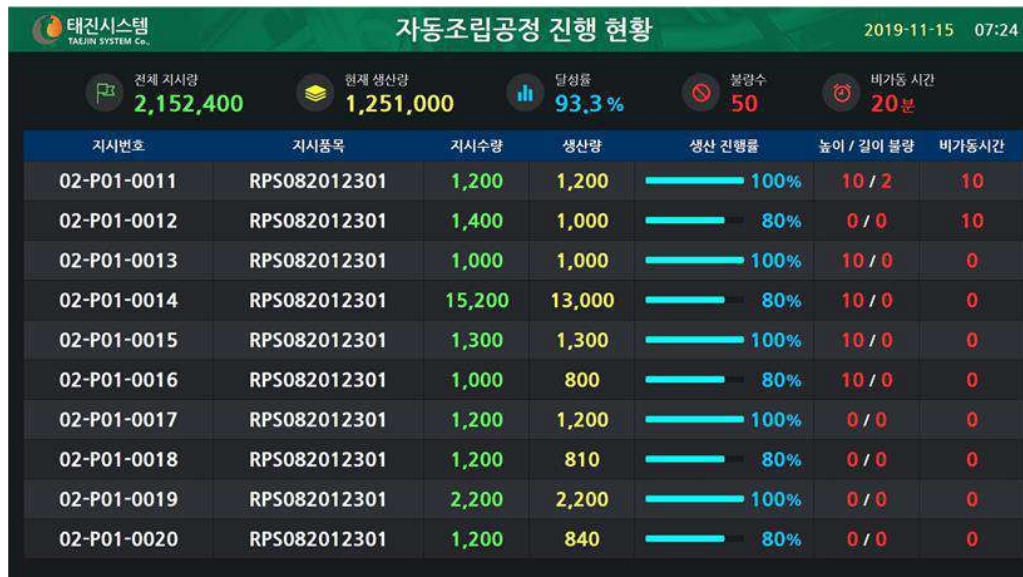 태진시스템
TAEJIN SYSTEM Co.,
자동조립공정 진행 현황
2019-11-15 07:24
전체 지시량 현재 생산량 달성률 불량수 비가동 시간
2,152,400 1,251,000 93.3 % 50 20분
지시번호 지시품목 지시수량 생산량 생산 진행률 높이 / 길이 불량 비가동시간
02-P01-0011 RPS082012301 1,200 1,200 100% 10 / 2 10
02-P01-0012 RPS082012301 1,400 1,000 80% 0 / 0 10
02-P01-0013 RPS082012301 1,000 1,000 100% 10 / 0 0
02-P01-0014 RPS082012301 15,200 13,000 80% 10 / 0 0
02-P01-0015 RPS082012301 1,300 1,300 100% 10 / 0 0
02-P01-0016 RPS082012301 1,000 800 80% 10 / 0 0
02-P01-0017 RPS082012301 1,200 1,200 100% 0 / 0 0
02-P01-0018 RPS082012301 1,200 810 80% 0 / 0 0
02-P01-0019 RPS082012301 2,200 2,200 100% 0 / 0 0
02-P01-0020 RPS082012301 1,200 840 80% 0 / 0 0